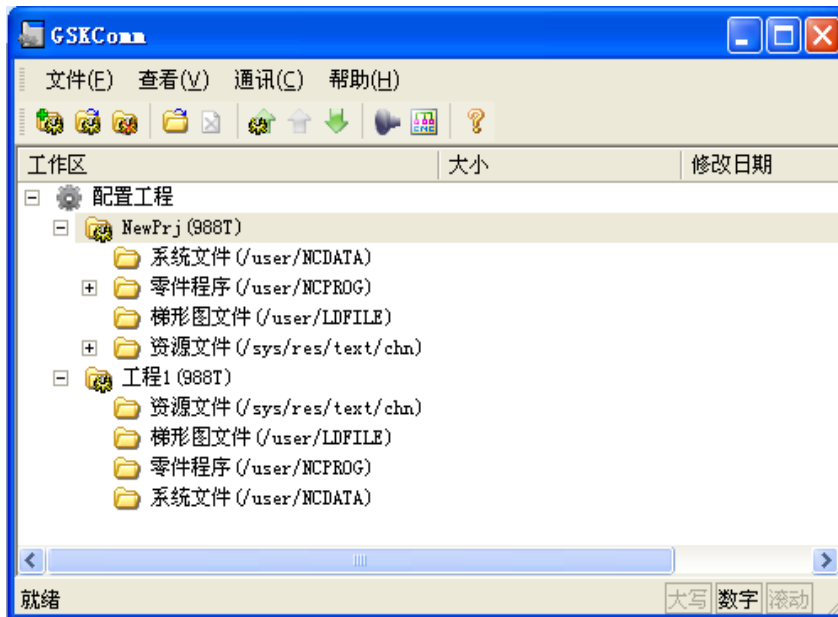 GSKComm
文件(F) 查看(V) 通讯(C) 帮助(H)
CNC
工作区 大小 修改日期
配置工程
NewPrj(988T)
系统文件(/user/NCDATA)
零件程序(/user/NCPROG)
梯形图文件(/user/LDFILE)
资源文件(/sys/res/text/chn)
工程1(988T)
资源文件(/sys/res/text/chn)
梯形图文件(/user/LDFILE)
零件程序(/user/NCPROG)
系统文件(/user/NCDATA)
就绪 大写 数字 滚动